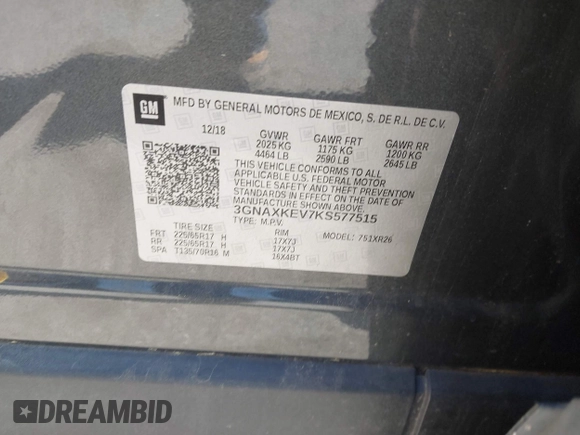 GM
MFD BY GENERAL MOTORS DE MEXICO, S. DE R.L. DE C.V.
12/18 GVWR GAWR FRT GAWR RR
2025 KG 1175 KG 1200 KG
4464 LB 2590 LB 2645 LB
THIS VEHICLE CONFORMS TO ALL
APPLICABLE U.S. FEDERAL MOTOR
VEHICLE SAFETY AND THEFT PREVENTION
STANDARDS IN EFFECT ON THE DATE OF
MANUFACTURE SHOWN ABOVE.
3GNAXKEV7KS577515
TYPE: M.P.V. MODEL: 7S1XR26
TIRE SIZE RIM
FRT 225/65R17 H 17X7J
RR 225/65R17 H 17X7J
SPA T135/70R16 M 16X4BT
DREAMBID